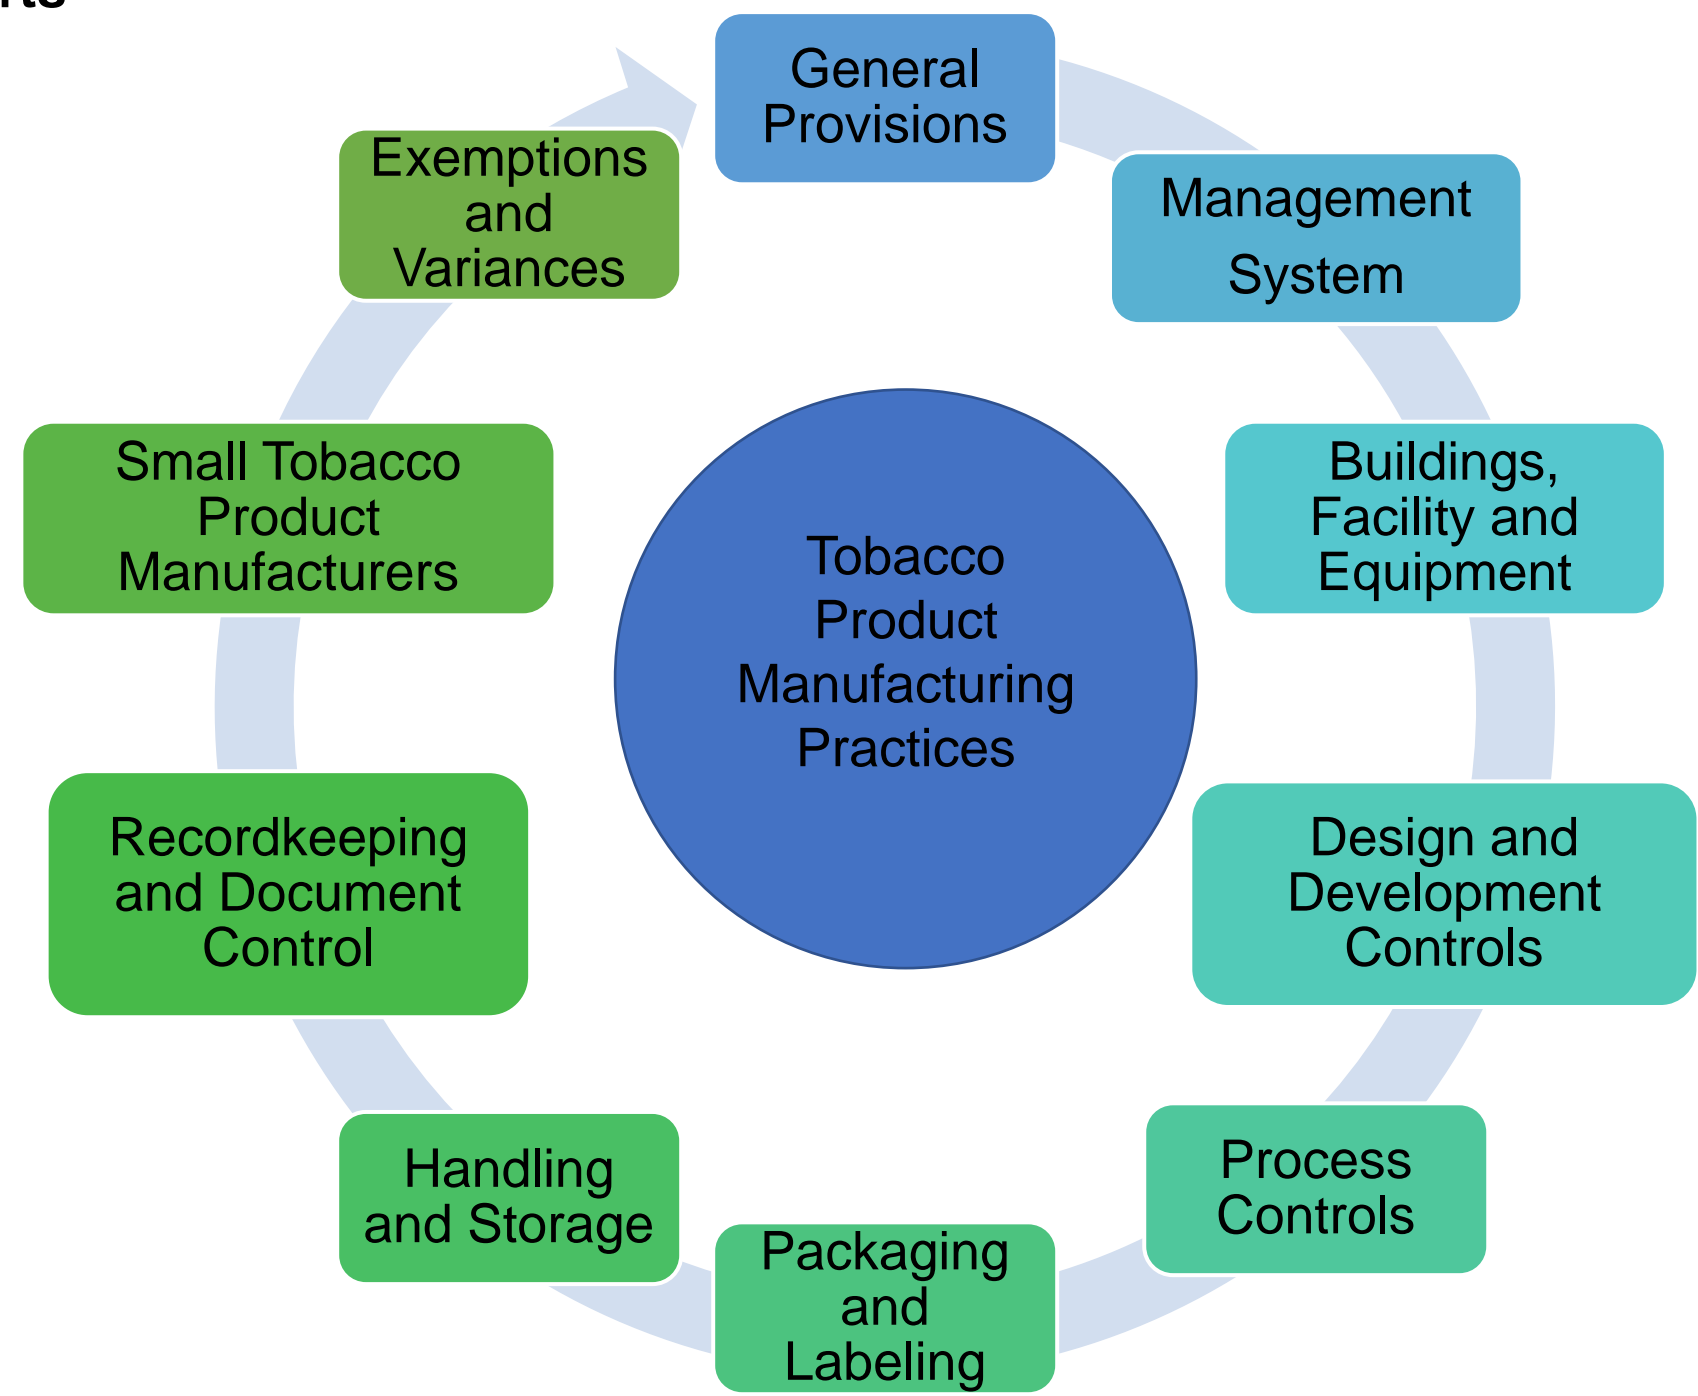 General
Provisions
Management
System
Buildings,
Facility and
Equipment
Design and
Development
Controls
Process
Controls
Packaging
and
Labeling
Handling
and Storage
Recordkeeping
and Document
Control
Small Tobacco
Product
Manufacturers
Exemptions
and
Variances
Tobacco
Product
Manufacturing
Practices